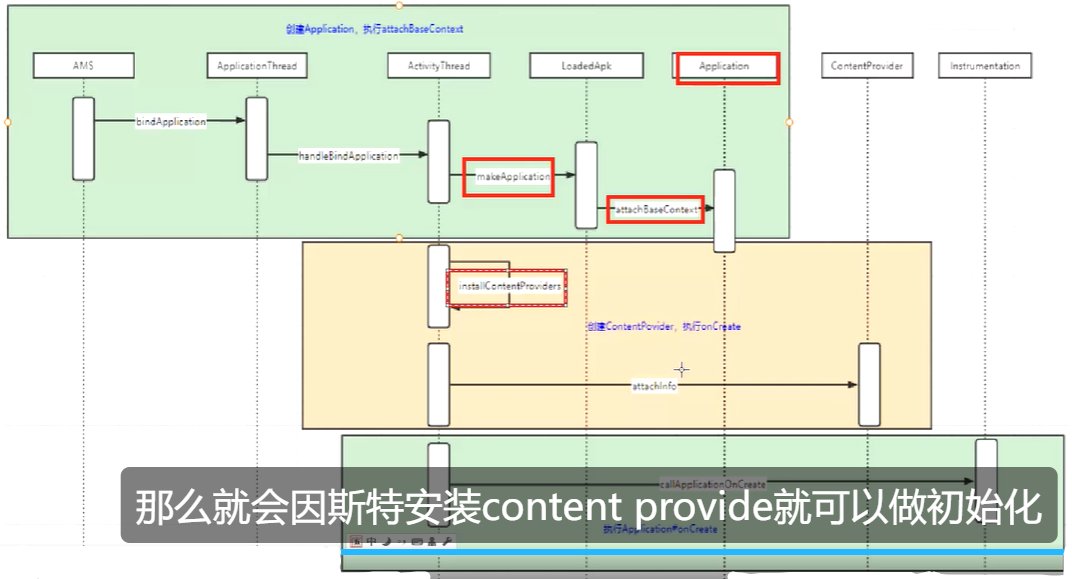 创建Application，执行attachBaseContext
AMS
ApplicationThread
ActivityThread
LoadedApk
Application
ContentProvider
Instrumentation
bindApplication
handleBindApplication
makeApplication
attachBaseContext
installContentProviders
创建ContentPovider，执行onCreate
attachInfo
callApplicationOnCreate
那么就会因斯特安装content provide就可以做初始化
执行Application#onCreate
中